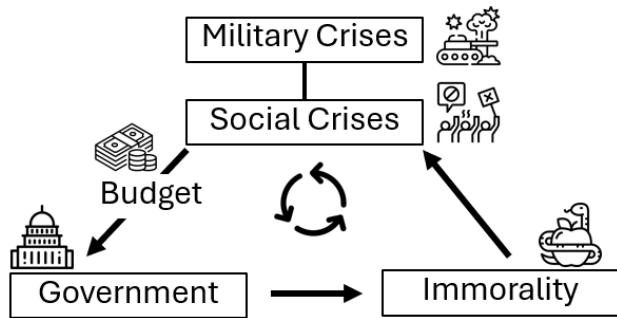 Military Crises
Social Crises
Budget
Government
Immorality